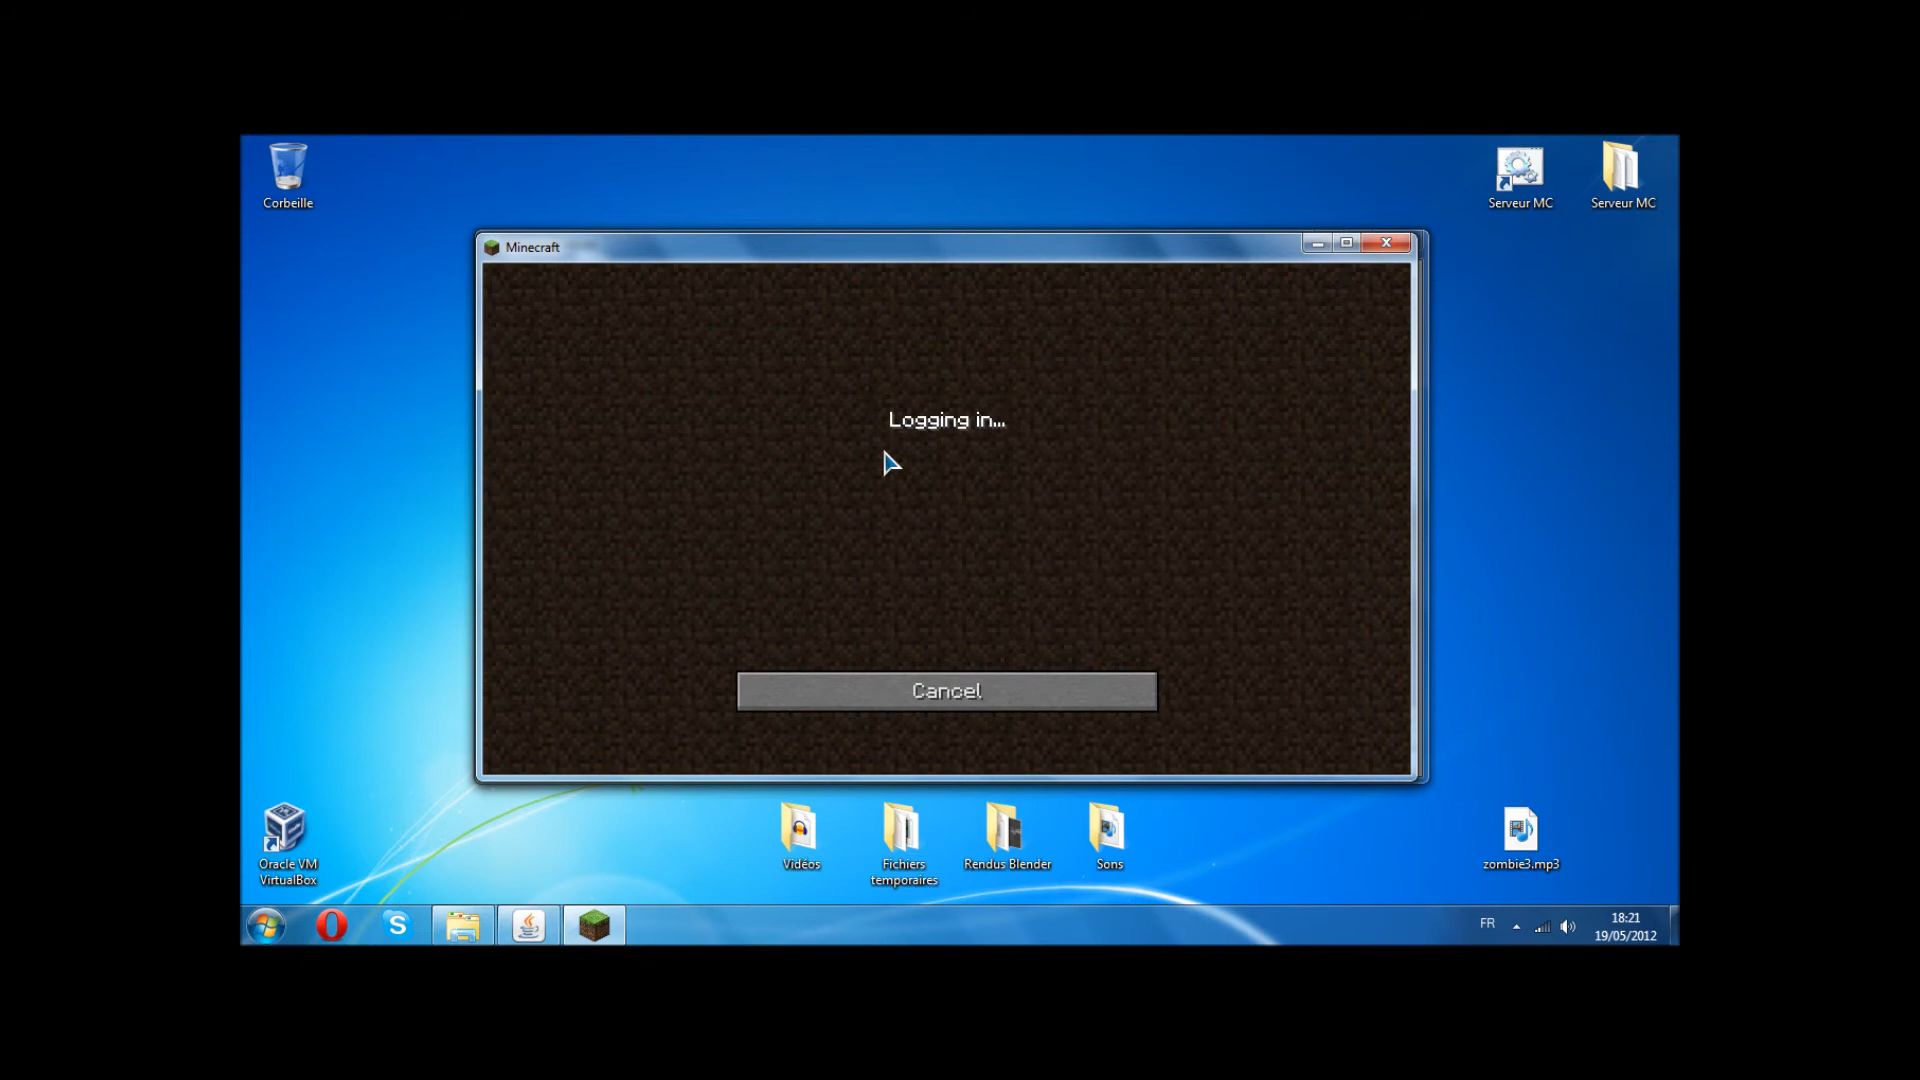 Corbeille
Serveur MC
Serveur MC
Minecraft
Logging in...
Cancel
Oracle VM
VirtualBox
Vidéos
Fichiers
temporaires
Rendus Blender
Sons
zombie3.mp3
FR
18:21
19/05/2012